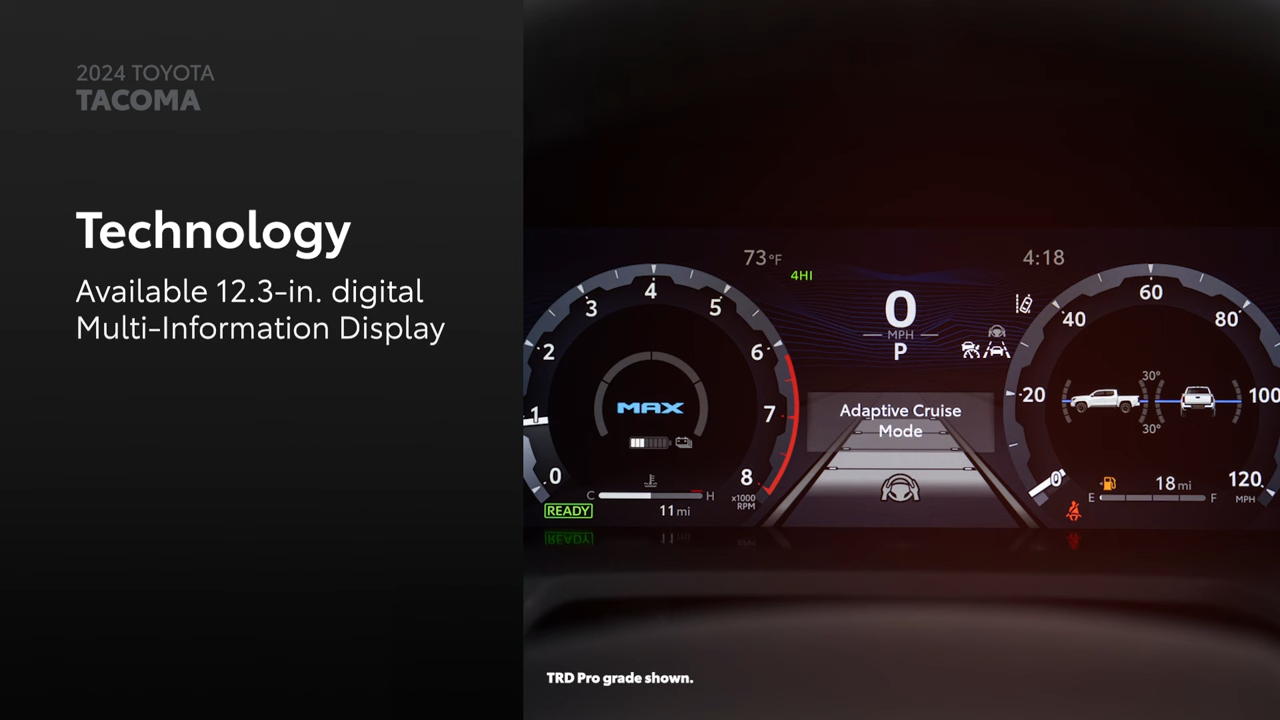 2024 TOYOTA
TACOMA
Technology
Available 12.3-in. digital
Multi-Information Display
73°F
4HI
4:18
0
MPH
P
Adaptive Cruise
Mode
0
1
2
3
4
5
6
7
8
x1000
RPM
MAX
C
H
READY
11 mi
0
20
40
60
80
100
120
MPH
30°
30°
18 mi
E
F
READY
TRD Pro grade shown.